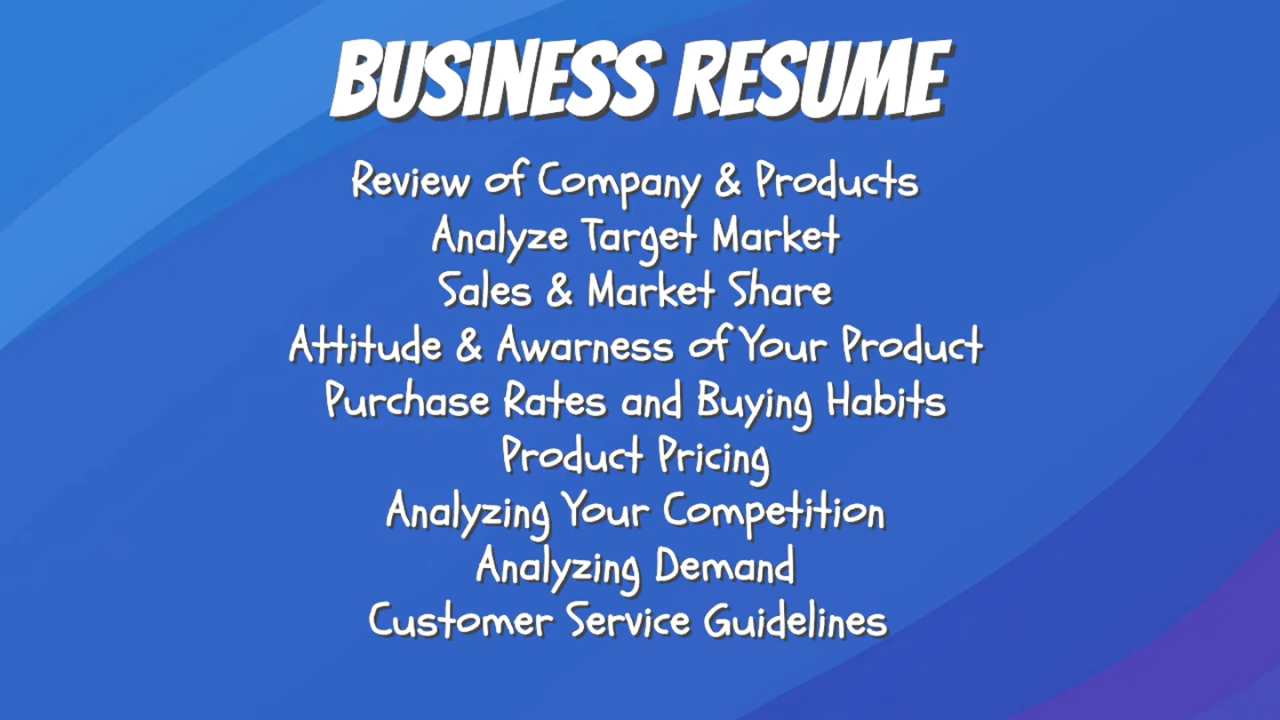 BUSINESS RESUME
Review of Company & Products
Analyze Target Market
Sales & Market Share
Attitude & Awarness of Your Product
Purchase Rates and Buying Habits
Product Pricing
Analyzing Your Competition
Analyzing Demand
Customer Service Guidelines